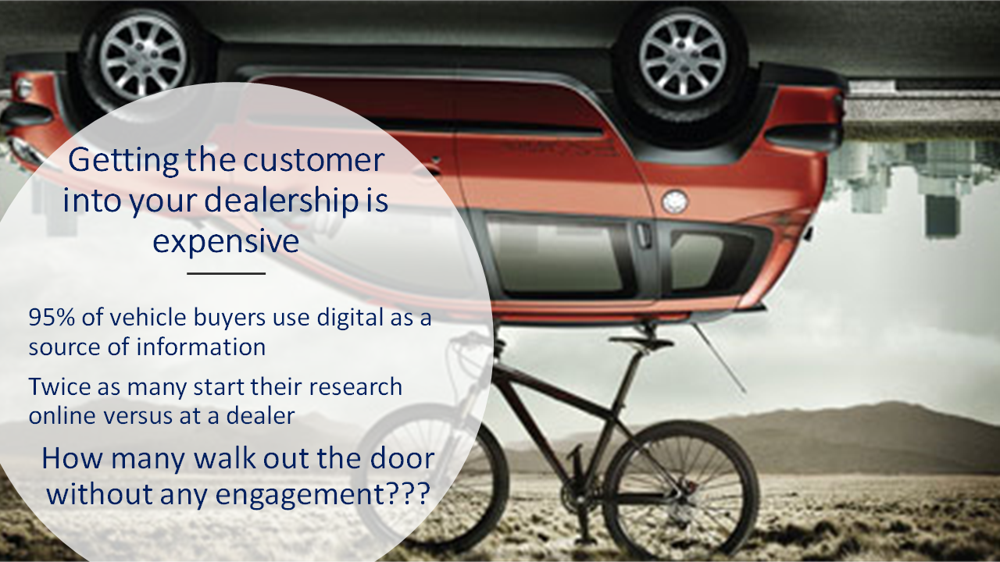 Getting the customer
into your dealership is
expensive
95% of vehicle buyers use digital as a
source of information
Twice as many start their research
online versus at a dealer
How many walk out the door
without any engagement???